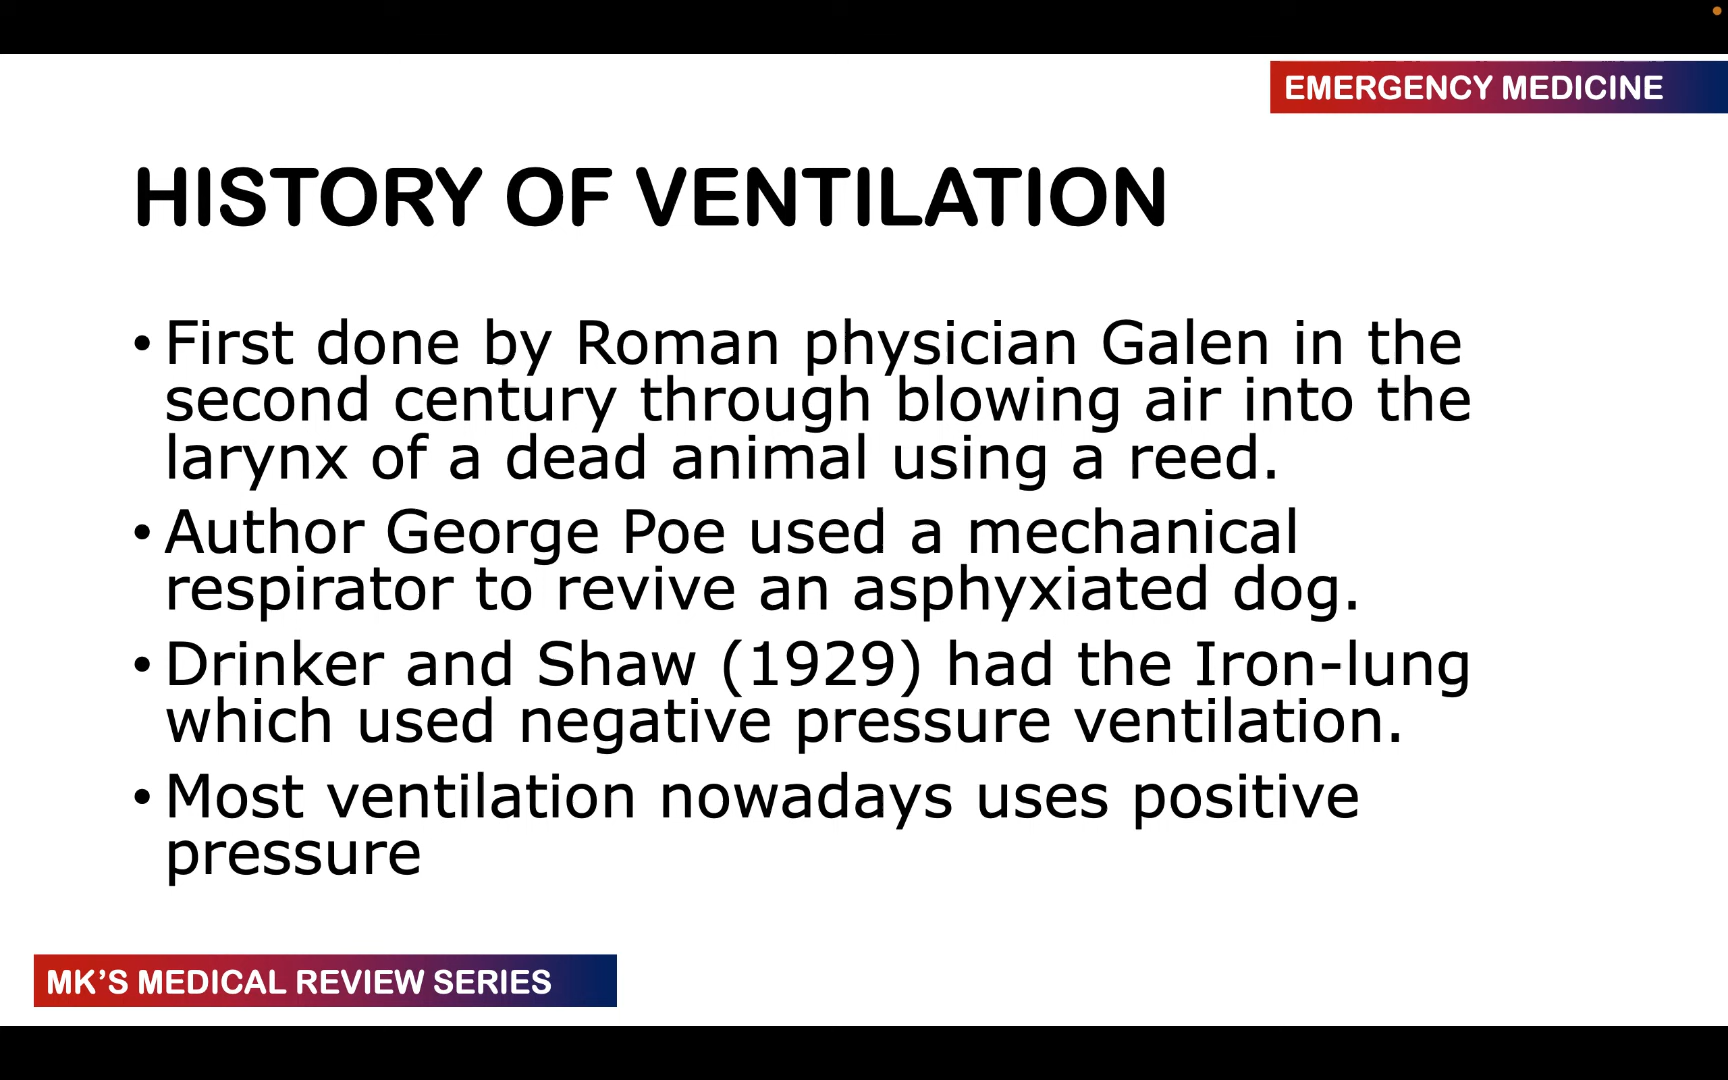 EMERGENCY MEDICINE
HISTORY OF VENTILATION
• First done by Roman physician Galen in the
second century through blowing air into the
larynx of a dead animal using a reed.
• Author George Poe used a mechanical
respirator to revive an asphyxiated dog.
• Drinker and Shaw (1929) had the Iron-lung
which used negative pressure ventilation.
• Most ventilation nowadays uses positive
pressure
MK’S MEDICAL REVIEW SERIES